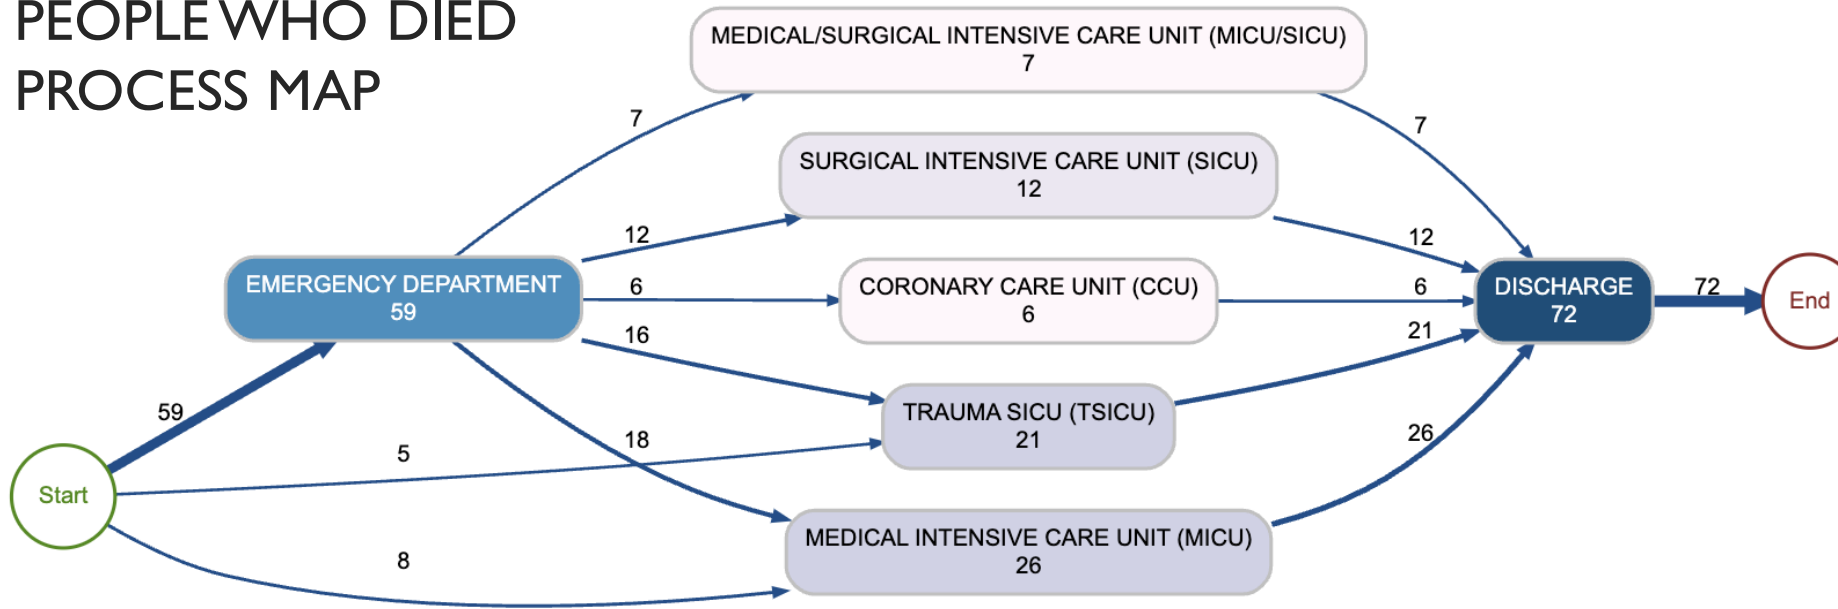 PEOPLE WHO DIED
PROCESS MAP
MEDICAL/SURGICAL INTENSIVE CARE UNIT (MICU/SICU)
7
7
7
SURGICAL INTENSIVE CARE UNIT (SICU)
12
12
12
EMERGENCY DEPARTMENT
59
6
CORONARY CARE UNIT (CCU)
6
6
DISCHARGE
72
72
End
16
21
TRAUMA SICU (TSICU)
21
59
5
18
26
Start
MEDICAL INTENSIVE CARE UNIT (MICU)
26
8